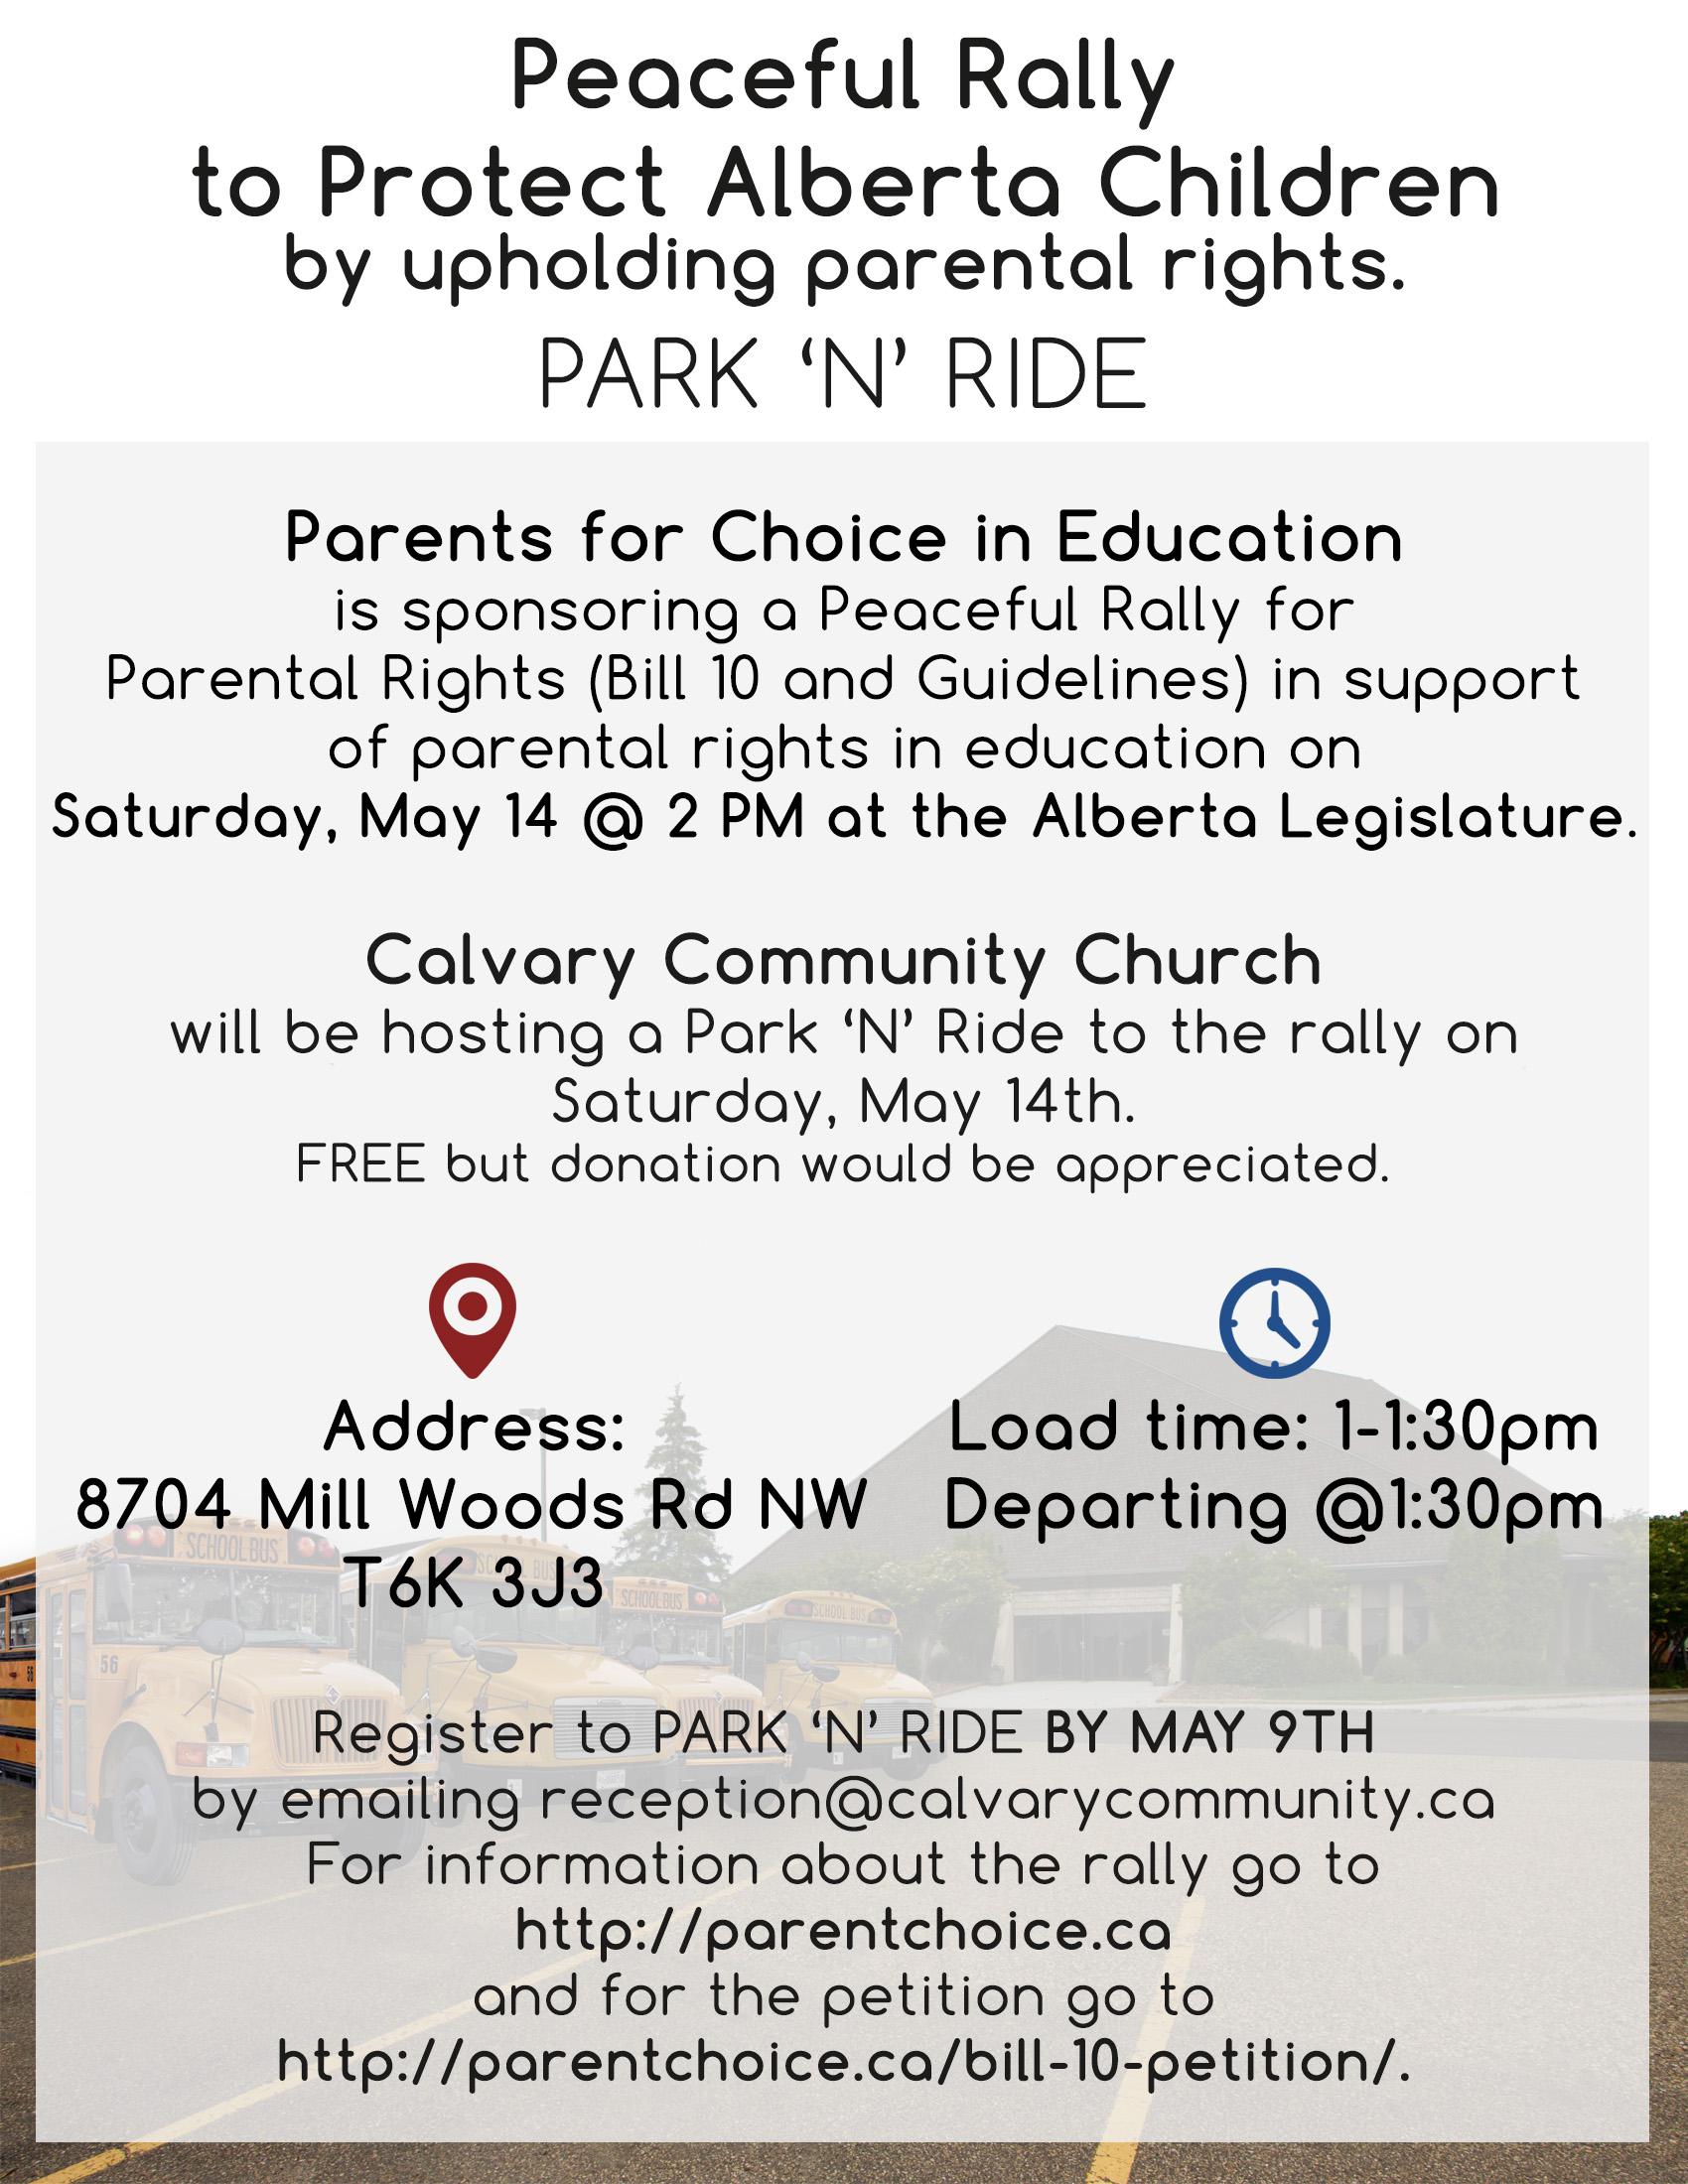 Peaceful Rally
to Protect Alberta Children
by upholding parental rights.
PARK ‘N’ RIDE
Parents for Choice in Education
is sponsoring a Peaceful Rally for
Parental Rights (Bill 10 and Guidelines) in support
of parental rights in education on
Saturday, May 14 @ 2 PM at the Alberta Legislature.
Calvary Community Church
will be hosting a Park ‘N’ Ride to the rally on
Saturday, May 14th.
FREE but donation would be appreciated.
Address:
8704 Mill Woods Rd NW
T6K 3J3
Load time: 1-1:30pm
Departing @1:30pm
SCHOOL BUS
SCHOOL BUS
SCHOOL BUS
SCHOOL BUS
56
56
Register to PARK ‘N’ RIDE BY MAY 9TH
by emailing reception@calvarycommunity.ca
For information about the rally go to
http://parentchoice.ca
and for the petition go to
http://parentchoice.ca/bill-10-petition/.